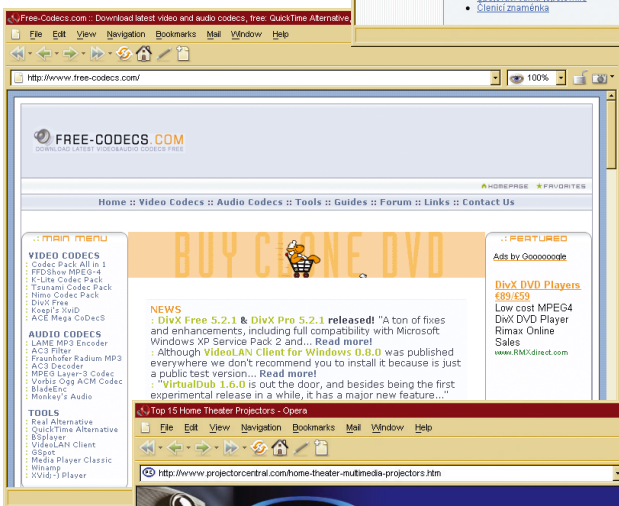 Členicí znaménka
Free-Codecs.com :: Download latest video and audio codecs, free: QuickTime Alternative,
File Edit View Navigation Bookmarks Mail Window Help
http://www.free-codecs.com/
100%
FREE-CODECS.COM
DOWNLOAD LATEST VIDEO&AUDIO CODECS FREE
HOMEPAGE FAVORITES
Home :: Video Codecs :: Audio Codecs :: Tools :: Guides :: Forum :: Links :: Contact Us
.: MAIN MENU
VIDEO CODECS
: Codec Pack All in 1
: FFDShow MPEG-4
: K-Lite Codec Pack
: Tsunami Codec Pack
: Nimo Codec Pack
: DivX Free
: Koepi's XviD
: ACE Mega CoDecS
AUDIO CODECS
: LAME MP3 Encoder
: AC3 Filter
: Fraunhofer Radium MP3
: AC3 Decoder
: MPEG Layer-3 Codec
: Vorbis Ogg ACM Codec
: BladeEnc
: Monkey's Audio
TOOLS
: Real Alternative
: QuickTime Alternative
: BSplayer
: VideoLAN Client
: GSpot
: Media Player Classic
: Winamp
: XVid;-) Player
BUY CLONE DVD
NEWS
: DivX Free 5.2.1 & DivX Pro 5.2.1 released! "A ton of fixes
and enhancements, including full compatibility with Microsoft
Windows XP Service Pack 2 and... Read more!
: Although VideoLAN Client for Windows 0.8.0 was published
everywhere we don't recommend you to install it because is just
a public test version... Read more!
: "VirtualDub 1.6.0 is out the door, and besides being the first
experimental release in a while, it has a major new feature..."
.: FEATURED
Ads by Goooooogle
DivX DVD Players
€89/£59
Low cost MPEG4
DivX DVD Player
Rimax Online
Sales
www.RMXdirect.com
Top 15 Home Theater Projectors - Opera
File Edit View Navigation Bookmarks Mail Window Help
http://www.projectorcentral.com/home-theater-multimedia-projectors.htm